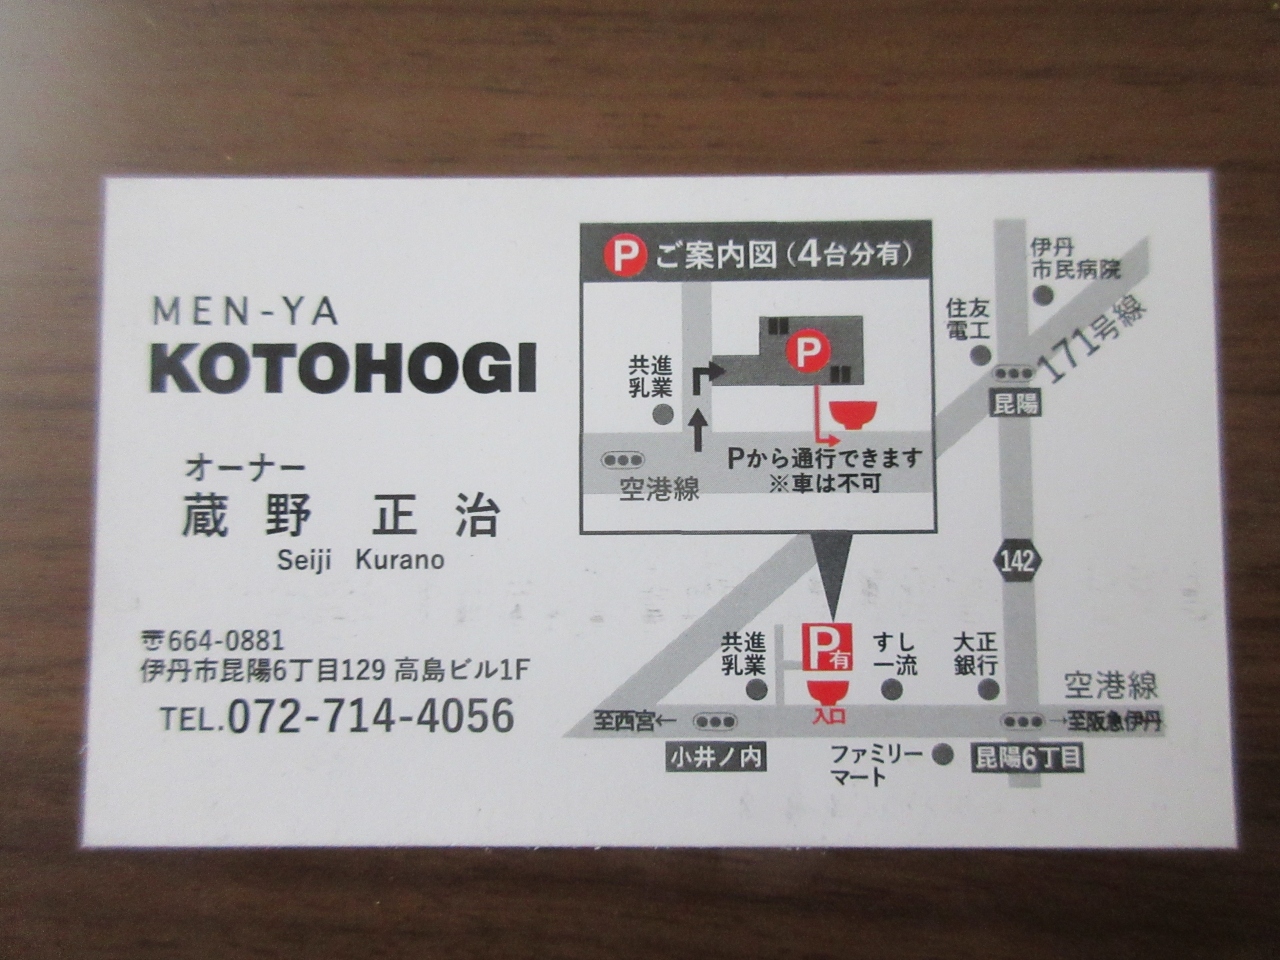 MEN-YA
KOTOHOGI
オーナー
蔵野 正治
Seiji Kurano
〠664-0881
伊丹市昆陽6丁目129 高島ビル1F
TEL.072-714-4056
P ご案内図(4台分有)
共進
乳業
P
Pから通行できます
※車は不可
空港線
伊丹
市民病院
住友
電工
171号線
昆陽
142
共進
乳業
P有
入口
すし
一流
大正
銀行
空港線
至西宮←
→至阪急伊丹
小井ノ内
ファミリー
マート
昆陽6丁目